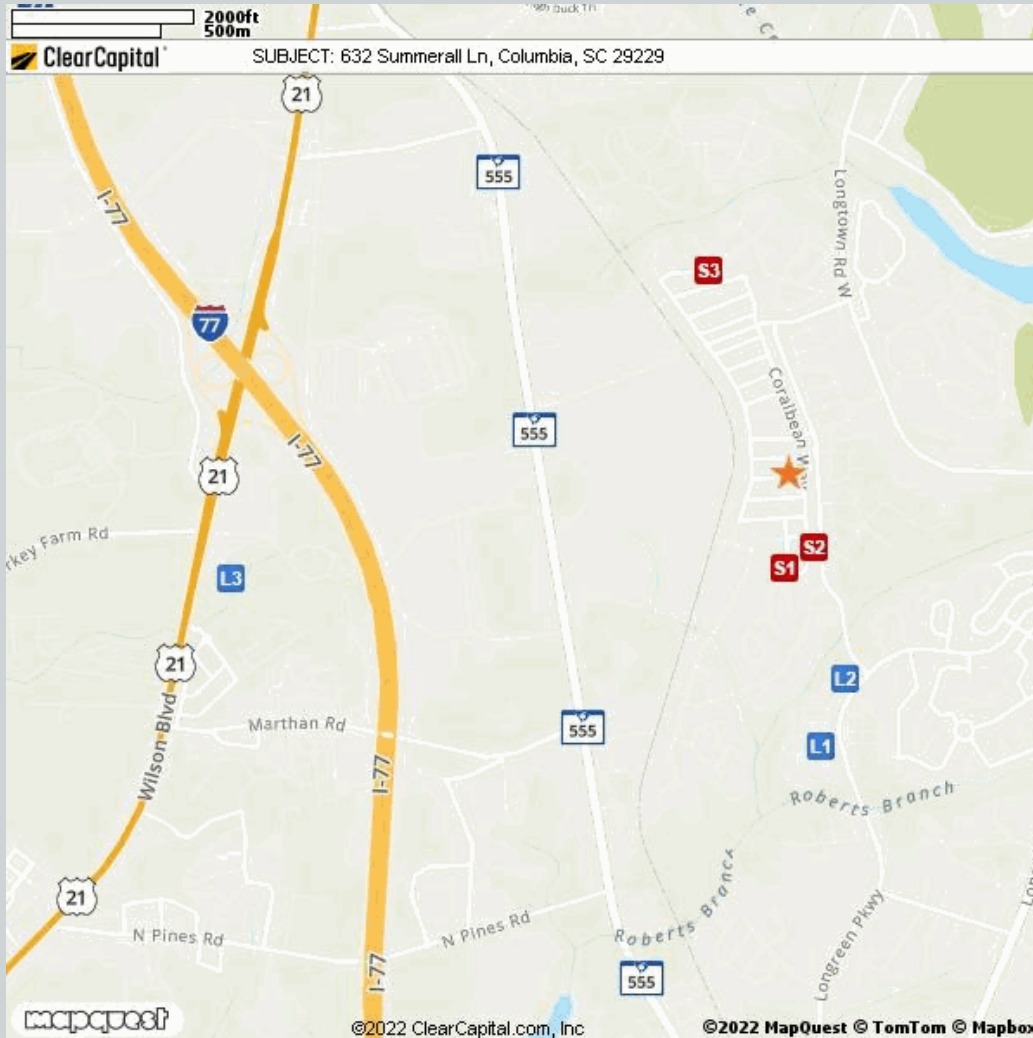 2000ft
500m
ClearCapital
SUBJECT: 632 Summerall Ln, Columbia, SC 29229
21
555
I-77
Longtown Rd W
S3
77
Coralbean
555
I-77
21
rkey Farm Rd
S2
S1
L3
21
L2
Marthan Rd
555
L1
Wilson Blvd
I-77
Roberts Branch
21
N Pines Rd
N Pines Rd
Roberts Branch
Longreen Pkwy
I-77
555
mapquest
©2022 ClearCapital.com, Inc
©2022 MapQuest © TomTom © Mapbox